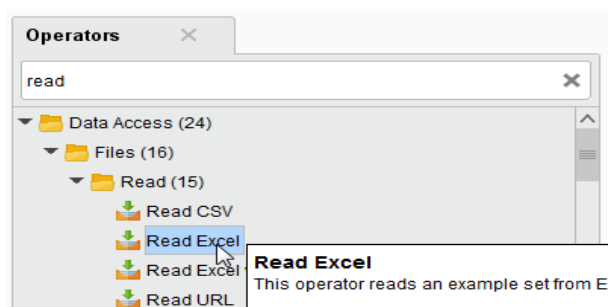 Operators
read
Data Access (24)
Files (16)
Read (15)
Read CSV
Read Excel
Read Excel
Read Excel
This operator reads an example set from E
Read URL